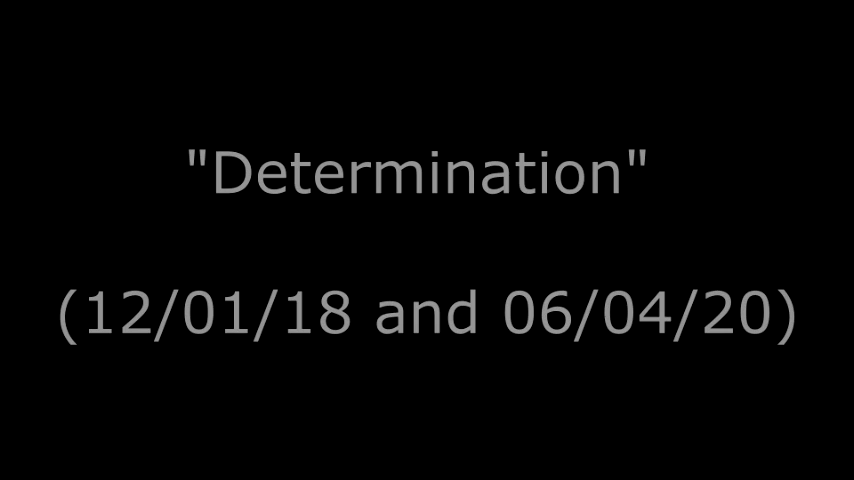 "Determination"
(12/01/18 and 06/04/20)